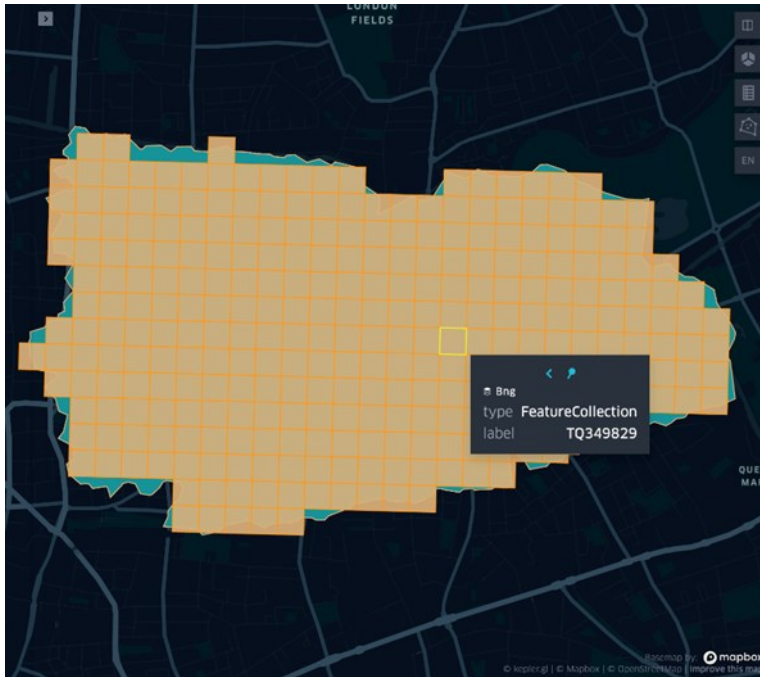 LONDON
FIELDS
EN
Bng
type FeatureCollection
label TQ349829
QUE
MA
Basemap by: mapbox
© kepler.gl | © Mapbox | © OpenStreetMap | Improve this map